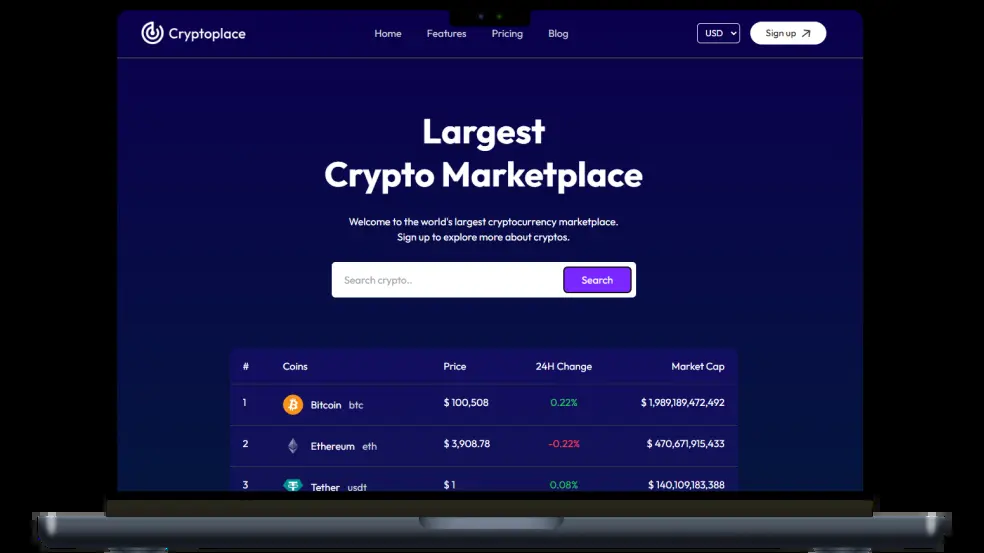 Cryptoplace Home Features Pricing Blog USD Sign up
Largest
Crypto Marketplace
Welcome to the world's largest cryptocurrency marketplace.
Sign up to explore more about cryptos.
Search crypto.. Search
# Coins Price 24H Change Market Cap
1 Bitcoin btc $ 100,508 0.22% $ 1,989,189,472,492
2 Ethereum eth $ 3,908.78 -0.22% $ 470,671,915,433
3 Tether usdt $ 1 0.08% $ 140,109,183,388